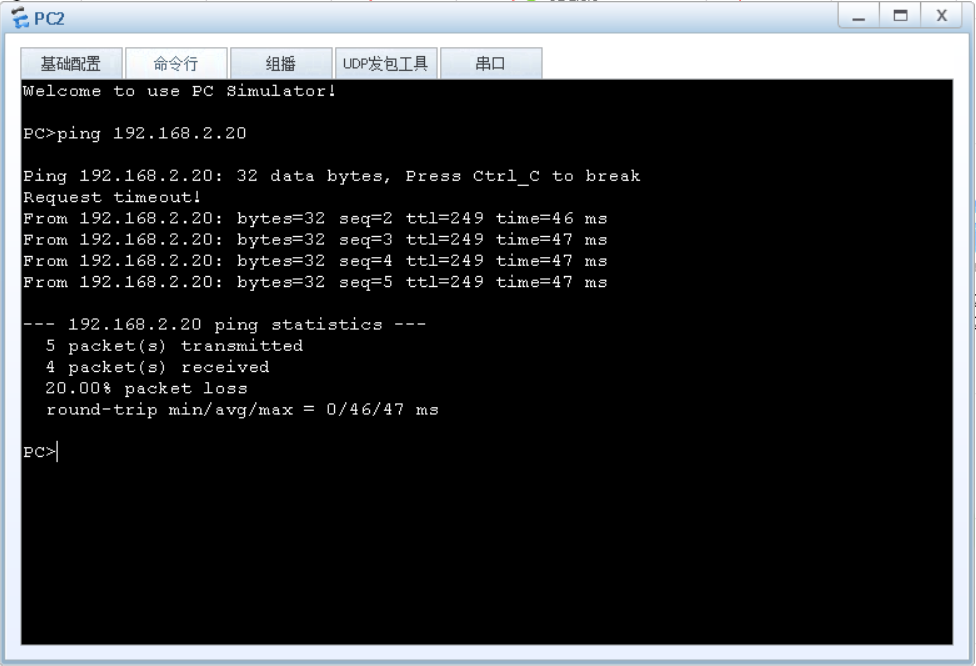 PC2
X
基础配置 命令行 组播 UDP发包工具 串口
Welcome to use PC Simulator!
PC>ping 192.168.2.20
Ping 192.168.2.20: 32 data bytes, Press Ctrl_C to break
Request timeout!
From 192.168.2.20: bytes=32 seq=2 ttl=249 time=46 ms
From 192.168.2.20: bytes=32 seq=3 ttl=249 time=47 ms
From 192.168.2.20: bytes=32 seq=4 ttl=249 time=47 ms
From 192.168.2.20: bytes=32 seq=5 ttl=249 time=47 ms
--- 192.168.2.20 ping statistics ---
5 packet(s) transmitted
4 packet(s) received
20.00% packet loss
round-trip min/avg/max = 0/46/47 ms
PC>